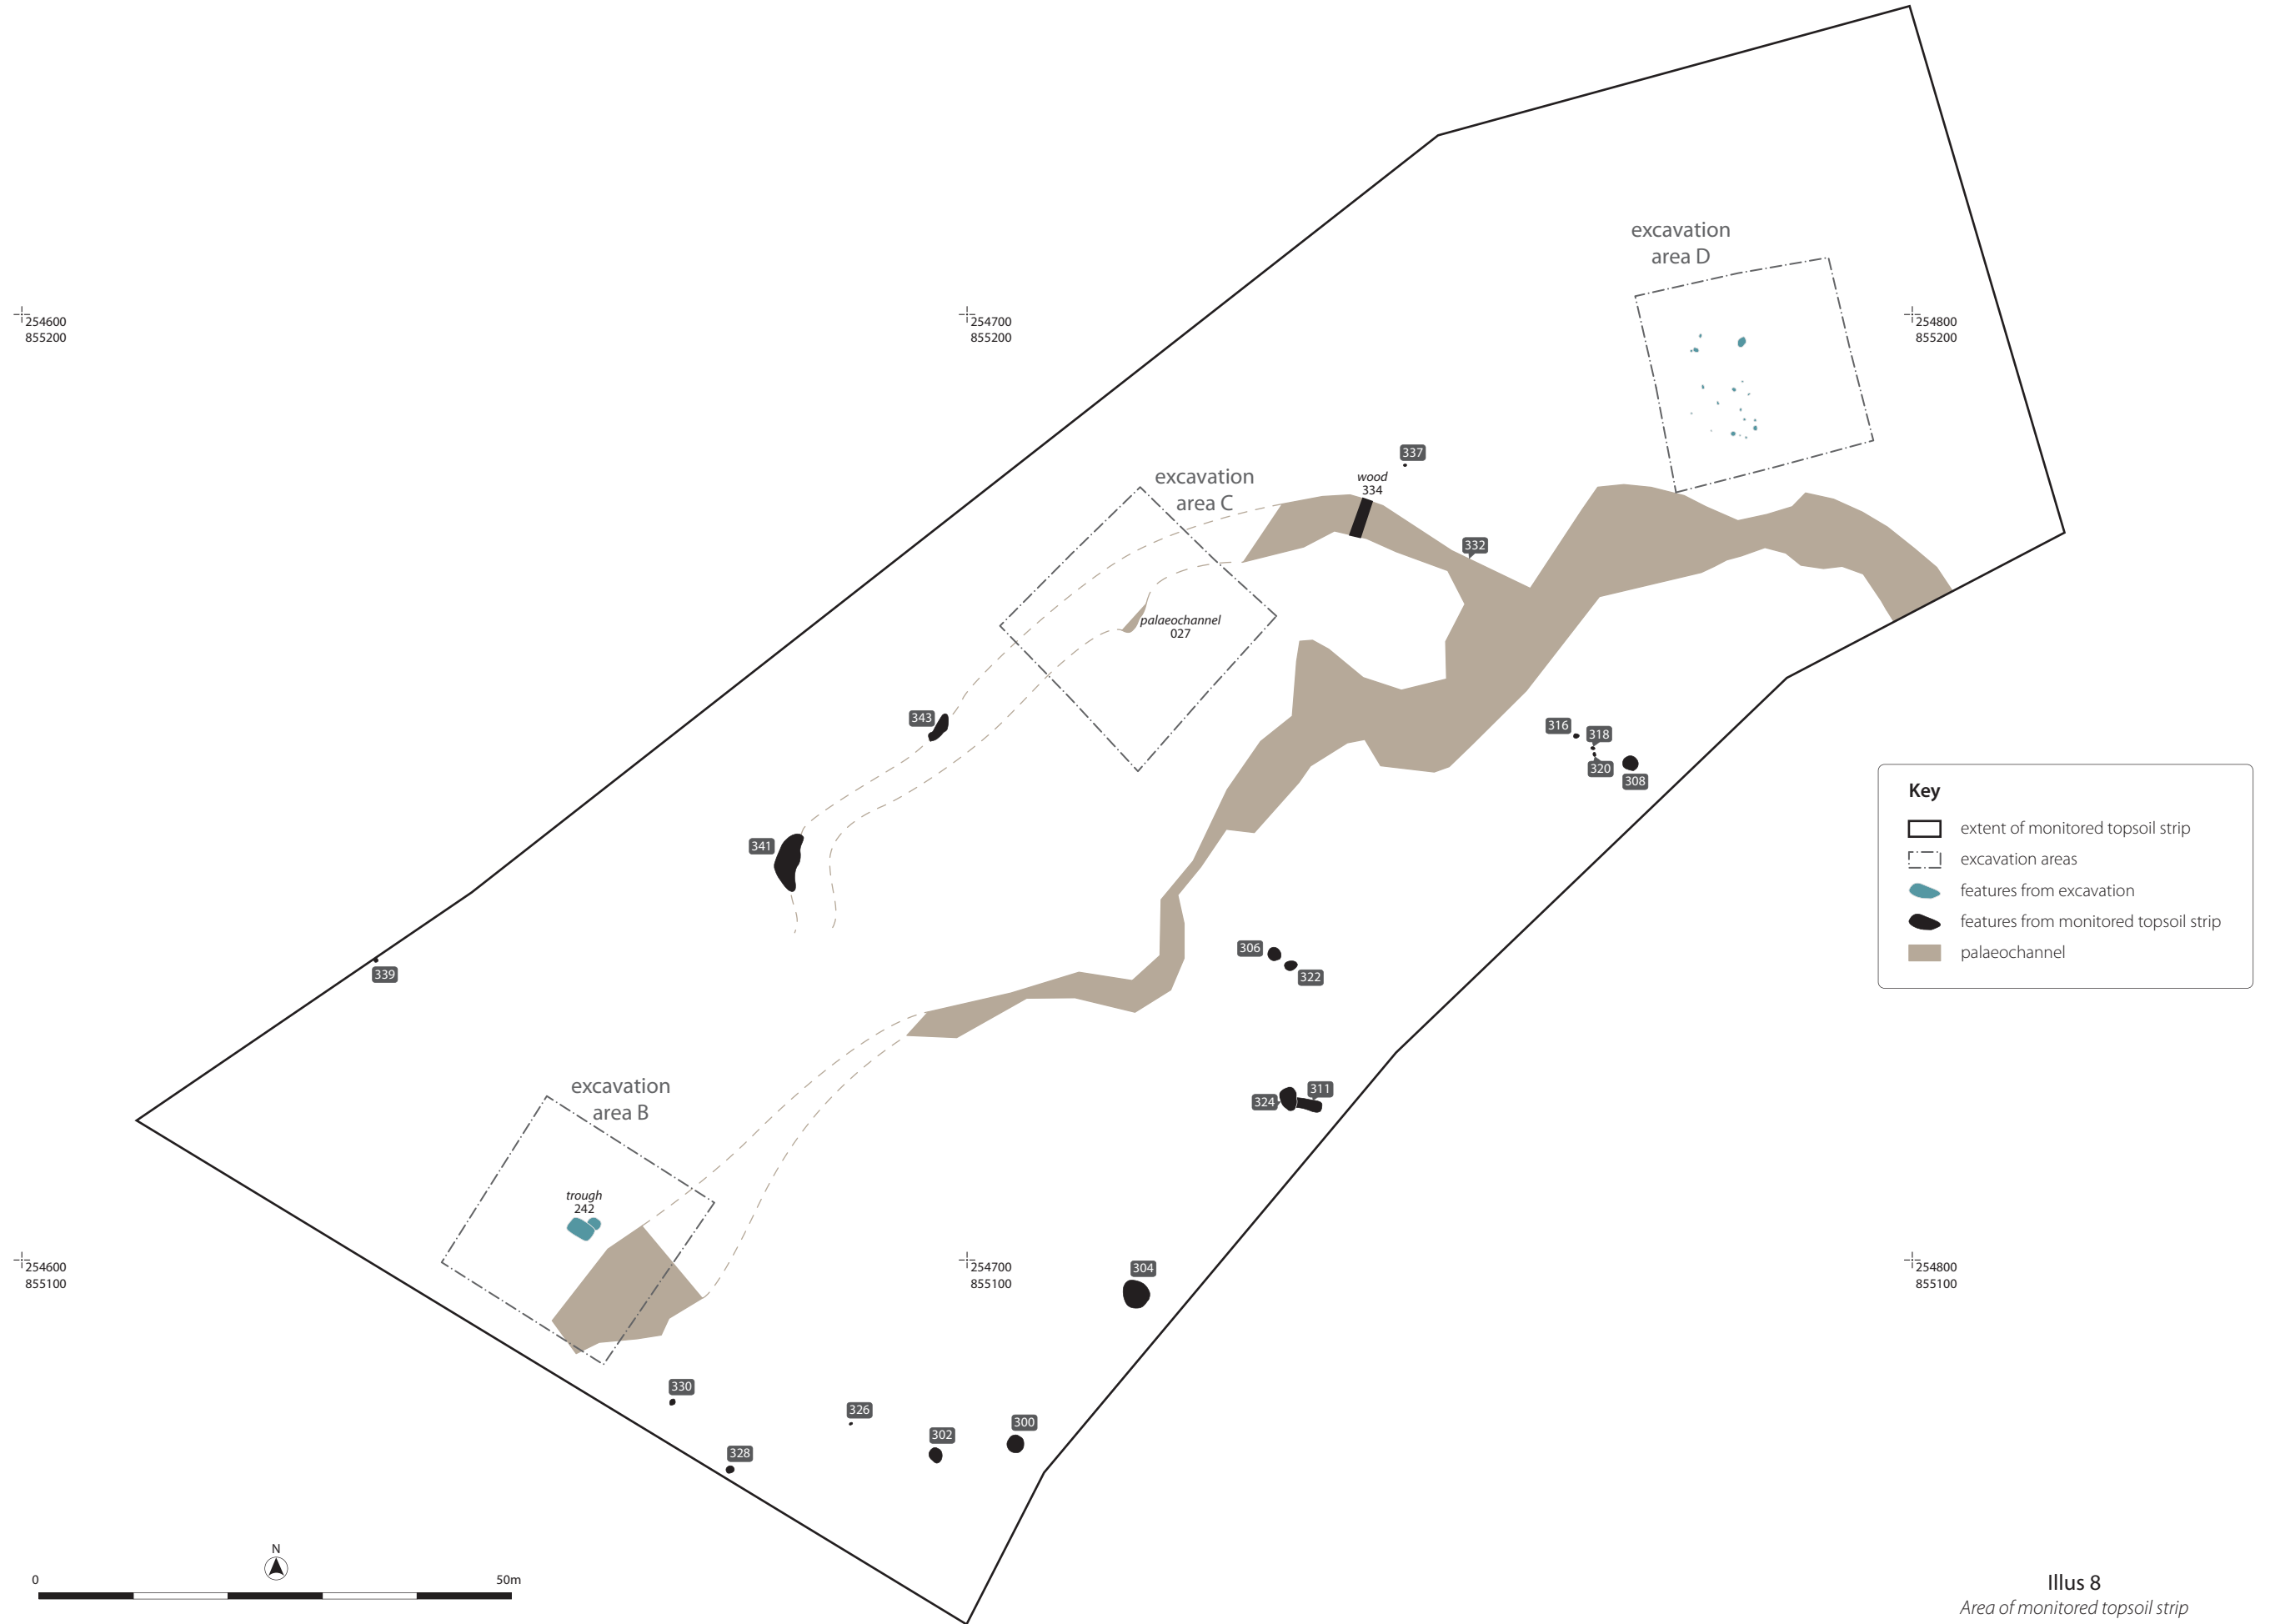 excavation
area D
254600
855200
254700
855200
254800
855200
337
wood
334
excavation
area C
332
palaeochannel
027
343
316
318
320
308
Key
extent of monitored topsoil strip
excavation areas
features from excavation
features from monitored topsoil strip
palaeochannel
341
306
322
339
excavation
area B
324
311
trough
242
254600
855100
254700
855100
254800
855100
304
330
326
302
300
328
N
0
50m
Illus 8
Area of monitored topsoil strip